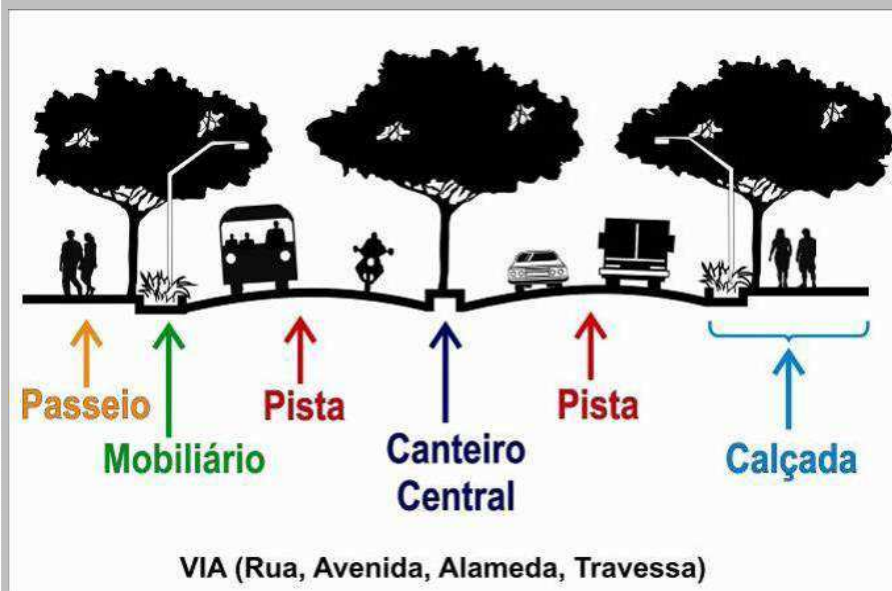 Passeio
Mobiliário
Pista
Canteiro
Central
Pista
Calçada
VIA (Rua, Avenida, Alameda, Travessa)